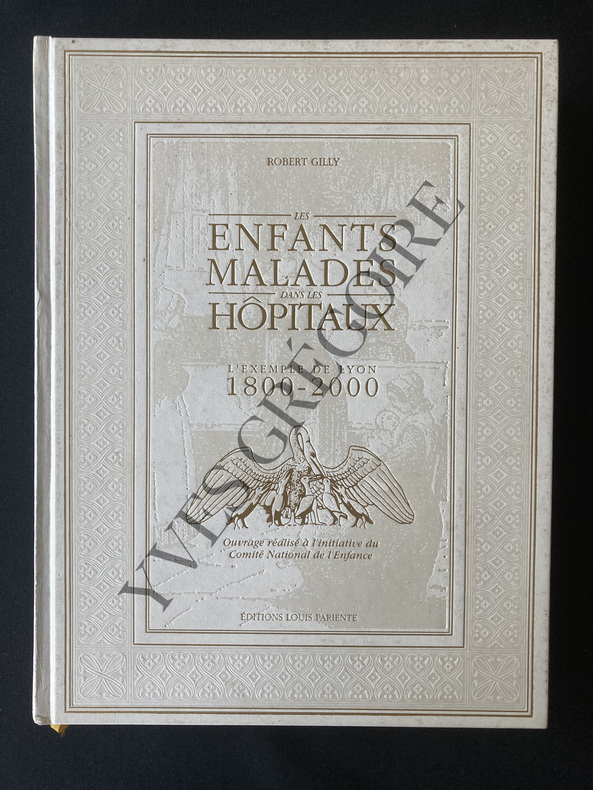 ROBERT GILLY
LES
ENFANTS
MALADES
DANS LES
HÔPITAUX
L'EXEMPLE DE LYON
1800-2000
Ouvrage réalisé à l'initiative du
Comité National de l'Enfance
ÉDITIONS LOUIS PARIENTE
YVES GRÉGOIRE